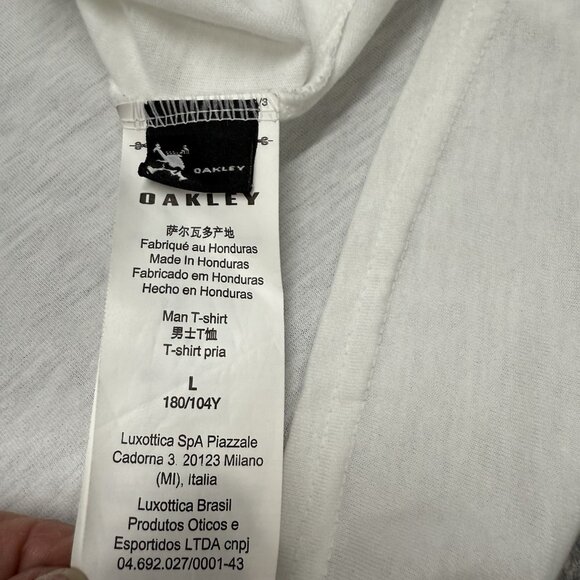 /3
OAKLEY
OAKLEY
萨尔瓦多产地
Fabriqué au Honduras
Made In Honduras
Fabricado em Honduras
Hecho en Honduras
Man T-shirt
男士T恤
T-shirt pria
L
180/104Y
Luxottica SpA Piazzale
Cadorna 3. 20123 Milano
(MI), Italia
Luxottica Brasil
Produtos Oticos e
Esportidos LTDA cnpj
04.692.027/0001-43